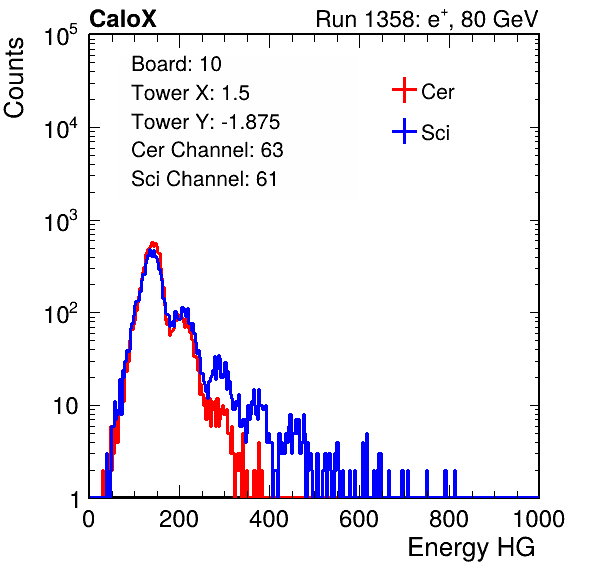 CaloX Run 1358: e⁺, 80 GeV
Counts
10⁵
10⁴
10³
10²
10
1
Board: 10
Tower X: 1.5
Tower Y: -1.875
Cer Channel: 63
Sci Channel: 61
Cer
Sci
0 200 400 600 800 1000
Energy HG